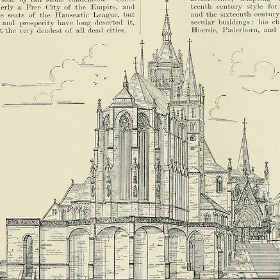 erly a Free City of the Empire, and
e seats of the Hanseatic League, but
and prosperity have long deserted it,
t the very deadest of all dead cities.
teenth century style for
and the sixteenth century
secular buildings: his ch
Hoerde, Paderborn, and